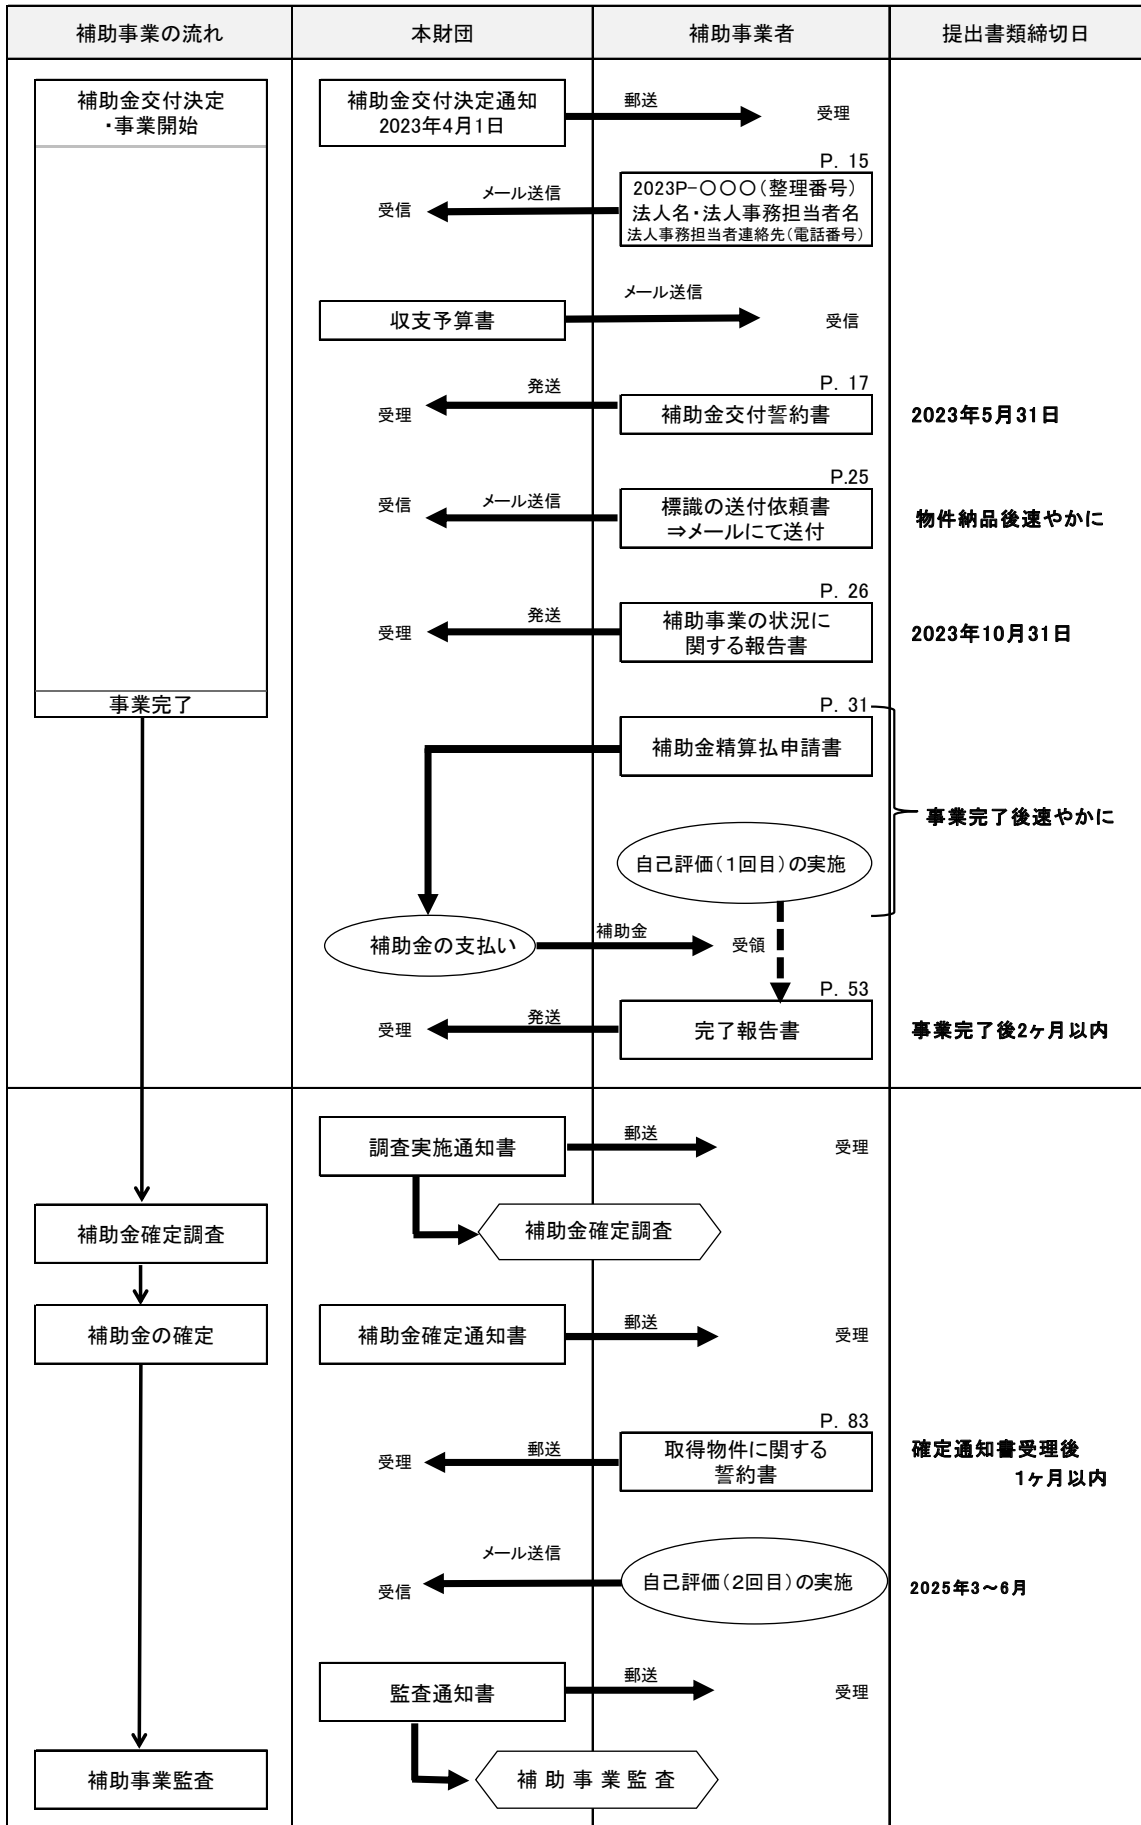 補助事業の流れ
本財団
補助事業者
提出書類締切日
補助金交付決定
・事業開始
補助金交付決定通知
2023年4月1日
郵送
受理
P. 15
2023P-〇〇〇(整理番号)
法人名・法人事務担当者名
法人事務担当者連絡先(電話番号)
メール送信
受信
収支予算書
メール送信
受信
P. 17
補助金交付誓約書
発送
受理
2023年5月31日
P.25
標識の送付依頼書
⇒メールにて送付
メール送信
受信
物件納品後速やかに
P. 26
補助事業の状況に
関する報告書
発送
受理
2023年10月31日
事業完了
P. 31
補助金精算払申請書
事業完了後速やかに
自己評価(1回目)の実施
補助金の支払い
補助金
受領
P. 53
完了報告書
発送
受理
事業完了後2ヶ月以内
調査実施通知書
郵送
受理
補助金確定調査
補助金確定調査
補助金の確定
補助金確定通知書
郵送
受理
P. 83
取得物件に関する
誓約書
郵送
受理
確定通知書受理後
1ヶ月以内
自己評価(2回目)の実施
メール送信
受信
2025年3～6月
監査通知書
郵送
受理
補助事業監査
補 助 事 業 監 査